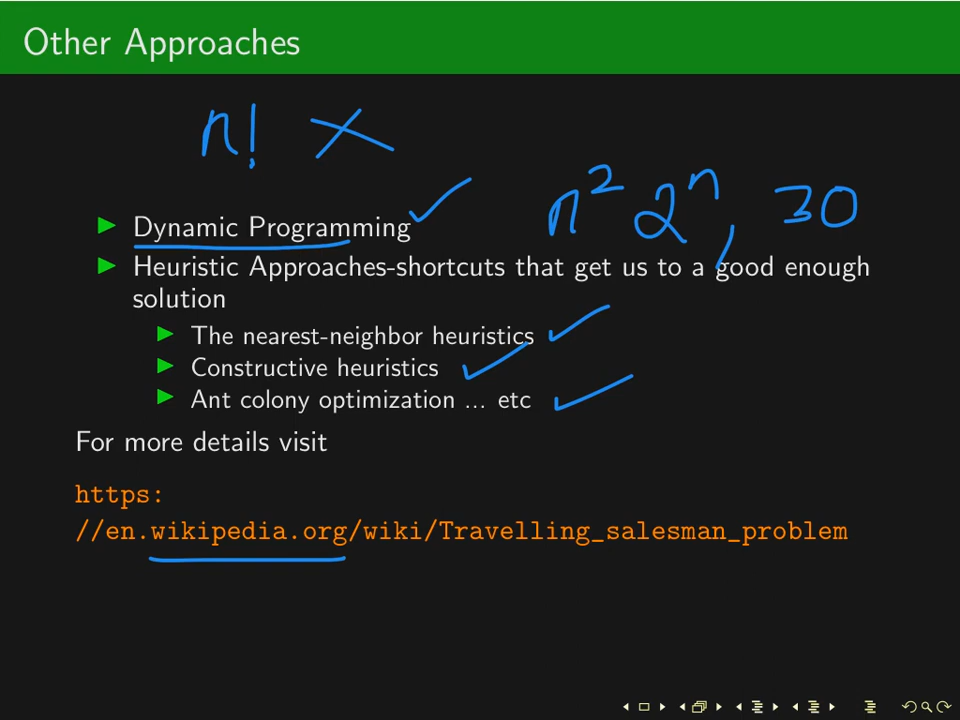 Other Approaches
n! ×
n² 2ⁿ, 30
Dynamic Programming
Heuristic Approaches-shortcuts that get us to a good enough
solution
The nearest-neighbor heuristics
Constructive heuristics
Ant colony optimization ... etc
For more details visit
https:
//en.wikipedia.org/wiki/Travelling_salesman_problem